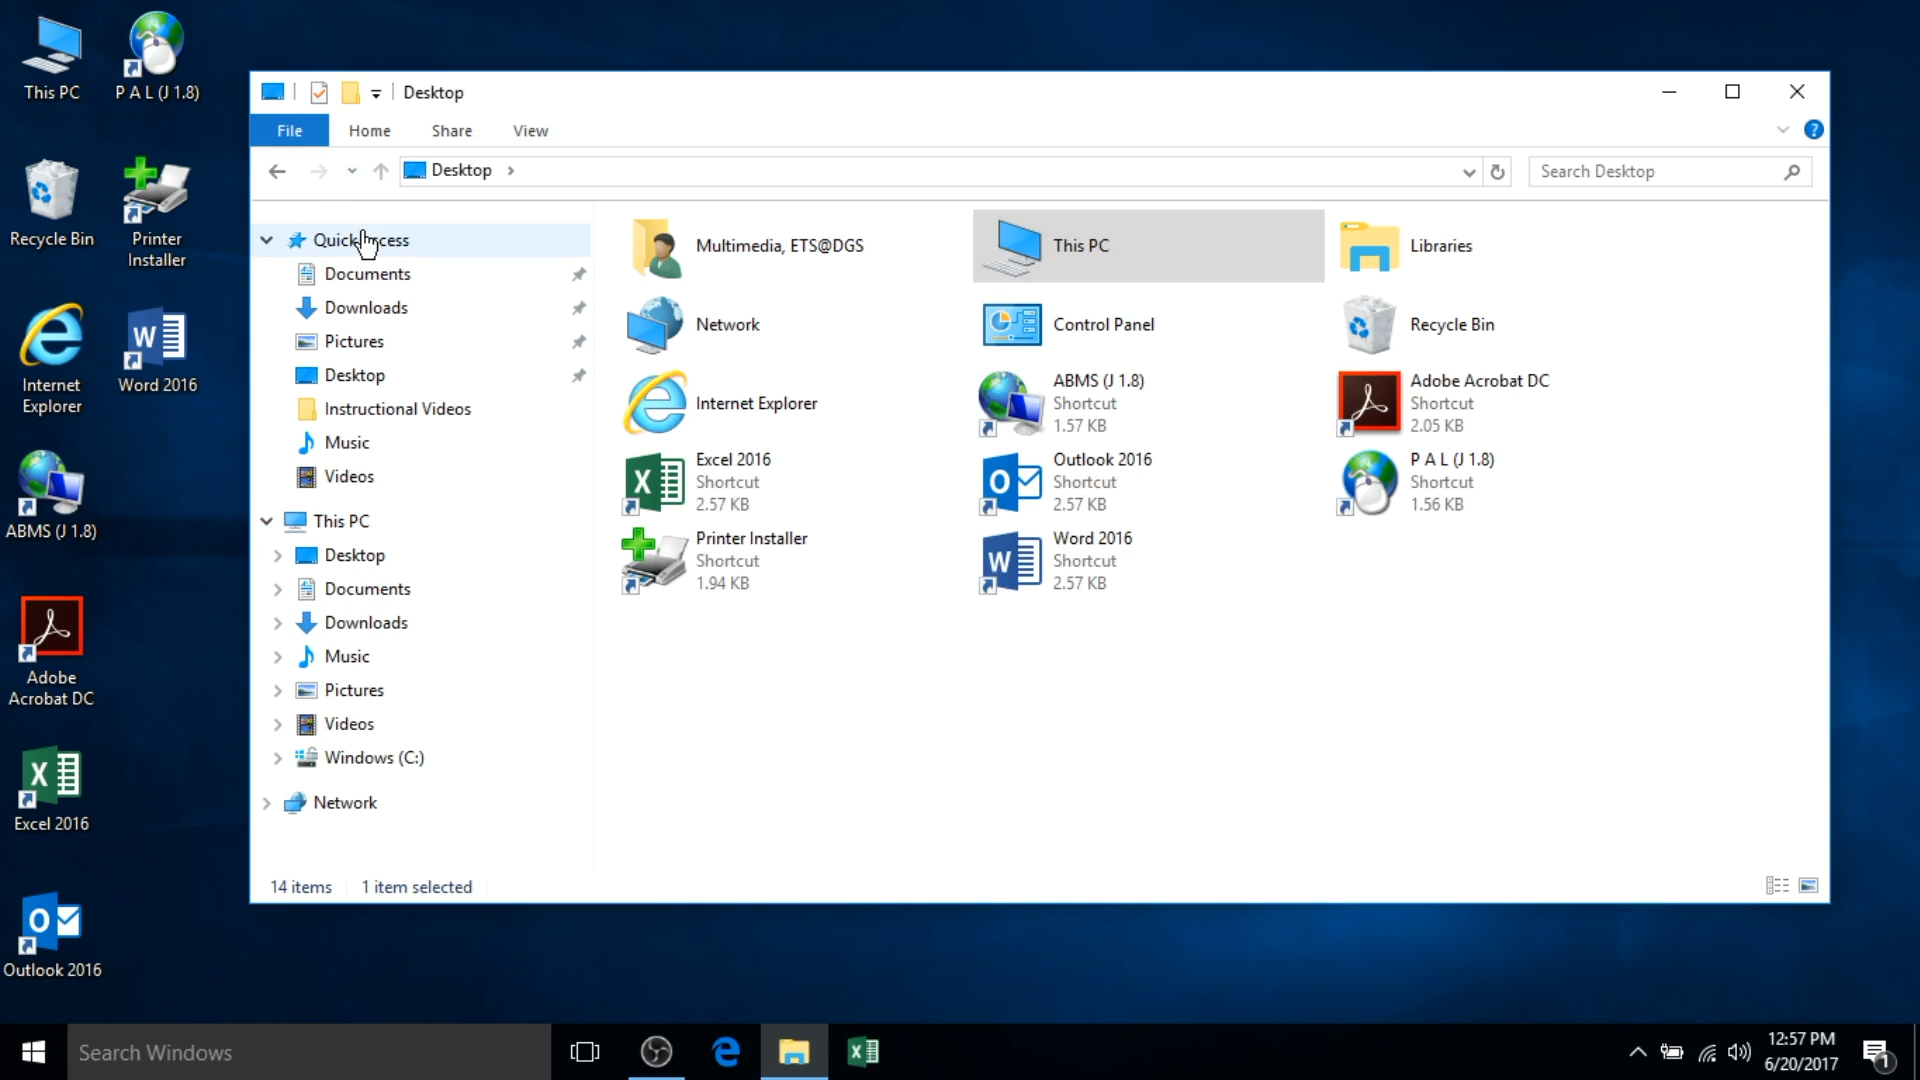 This PC
P A L (J 1.8)
Recycle Bin
Printer
Installer
Internet
Explorer
Word 2016
ABMS (J 1.8)
Adobe
Acrobat DC
Excel 2016
Outlook 2016
Desktop
File
Home
Share
View
Desktop
Search Desktop
Quick access
Documents
Downloads
Pictures
Desktop
Instructional Videos
Music
Videos
This PC
Desktop
Documents
Downloads
Music
Pictures
Videos
Windows (C:)
Network
Multimedia, ETS@DGS
This PC
Libraries
Network
Control Panel
Recycle Bin
Internet Explorer
ABMS (J 1.8)
Shortcut
1.57 KB
Adobe Acrobat DC
Shortcut
2.05 KB
Excel 2016
Shortcut
2.57 KB
Outlook 2016
Shortcut
2.57 KB
P A L (J 1.8)
Shortcut
1.56 KB
Printer Installer
Shortcut
1.94 KB
Word 2016
Shortcut
2.57 KB
14 items
1 item selected
Search Windows
12:57 PM
6/20/2017
1